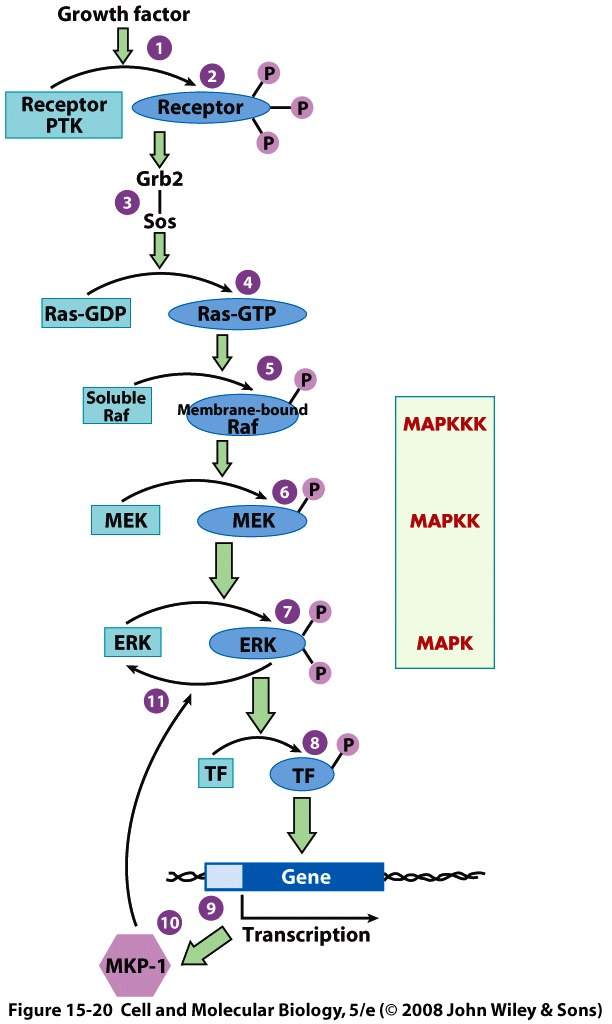 Growth factor
1
2
P
Receptor
PTK
Receptor
P
P
Grb2
3
Sos
4
Ras-GDP
Ras-GTP
5
P
Soluble
Raf
Membrane-bound
Raf
MAPKKK
6
P
MEK
MEK
MAPKK
7
P
ERK
ERK
MAPK
P
11
8
P
TF
TF
Gene
9
10
Transcription
MKP-1
Figure 15-20 Cell and Molecular Biology, 5/e (© 2008 John Wiley & Sons)